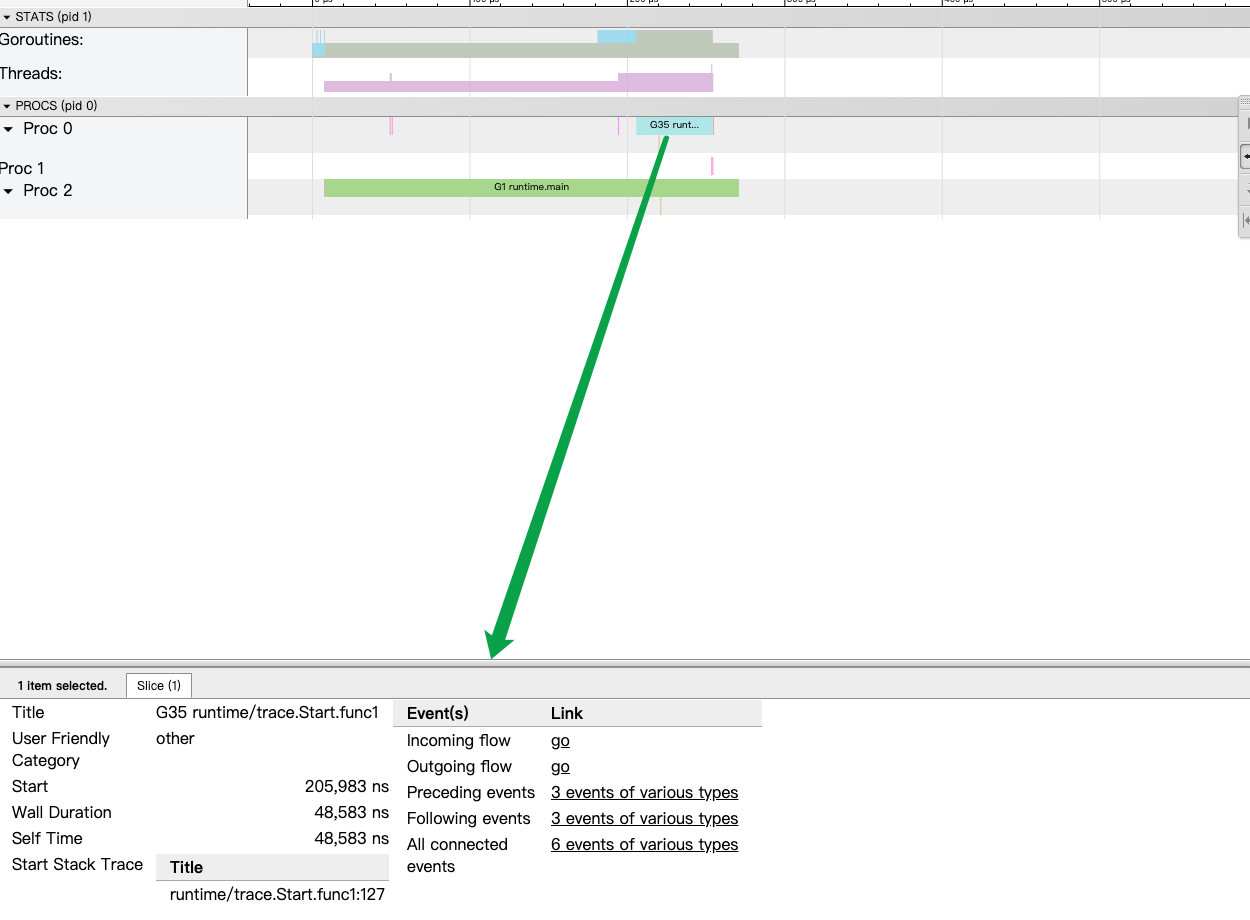 STATS (pid 1)
Goroutines:
Threads:
PROCS (pid 0)
Proc 0
G35 runt...
Proc 1
Proc 2
G1 runtime.main
1 item selected.
Slice (1)
Title
G35 runtime/trace.Start.func1
User Friendly
Category
other
Start
205,983 ns
Wall Duration
48,583 ns
Self Time
48,583 ns
Start Stack Trace
Title
runtime/trace.Start.func1:127
Event(s)
Link
Incoming flow
go
Outgoing flow
go
Preceding events
3 events of various types
Following events
3 events of various types
All connected
events
6 events of various types